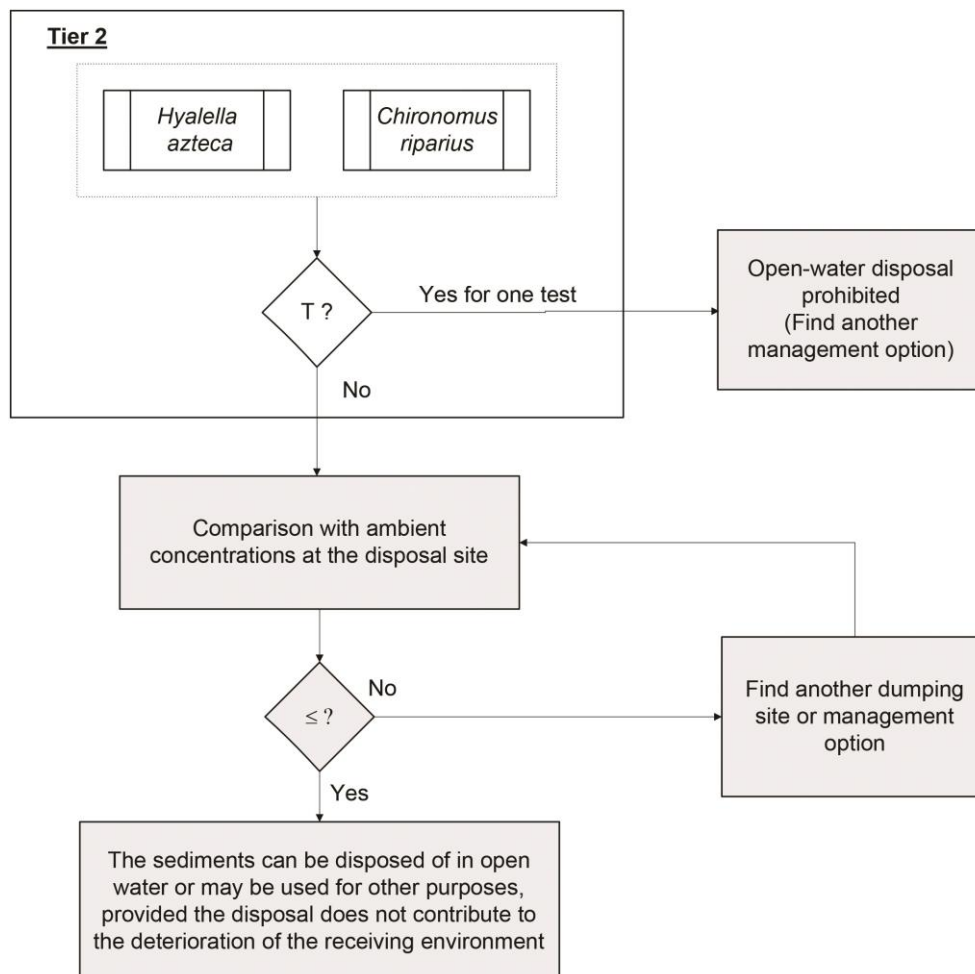 Tier 2
Hyalella
azteca
Chironomus
riparius
T ?
Yes for one test
Open-water disposal
prohibited
(Find another
management option)
No
Comparison with ambient
concentrations at the disposal site
≤ ?
No
Find another dumping
site or management
option
Yes
The sediments can be disposed of in open
water or may be used for other purposes,
provided the disposal does not contribute to
the deterioration of the receiving environment